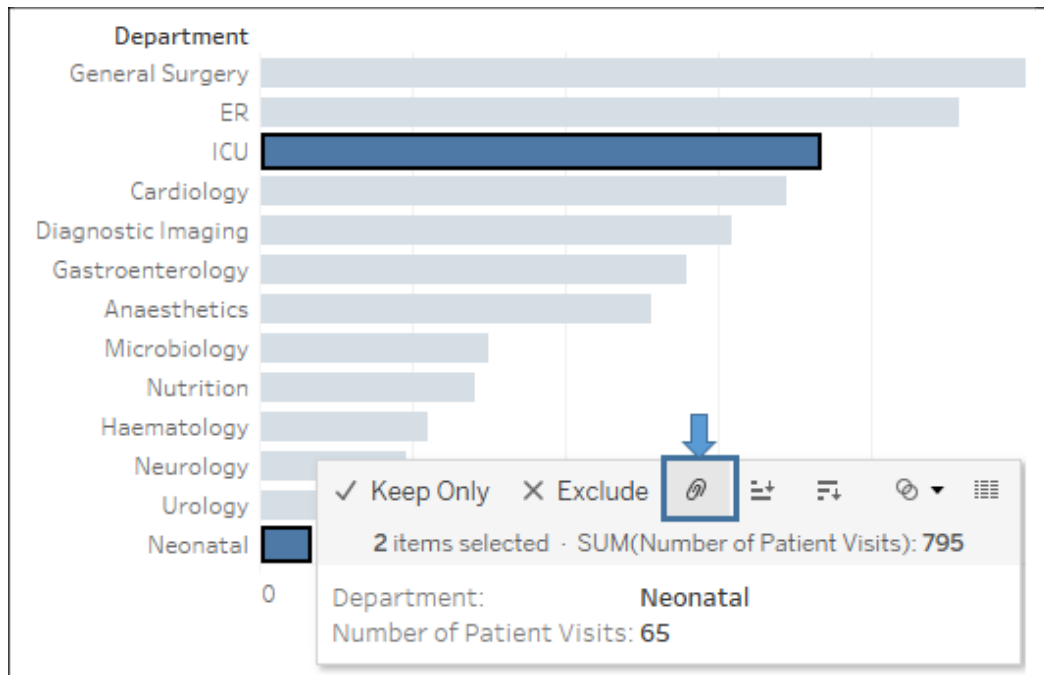 Department
General Surgery
ER
ICU
Cardiology
Diagnostic Imaging
Gastroenterology
Anaesthetics
Microbiology
Nutrition
Haematology
Neurology
Urology
Neonatal
0
Keep Only Exclude
2 items selected · SUM(Number of Patient Visits): 795
Department: Neonatal
Number of Patient Visits: 65